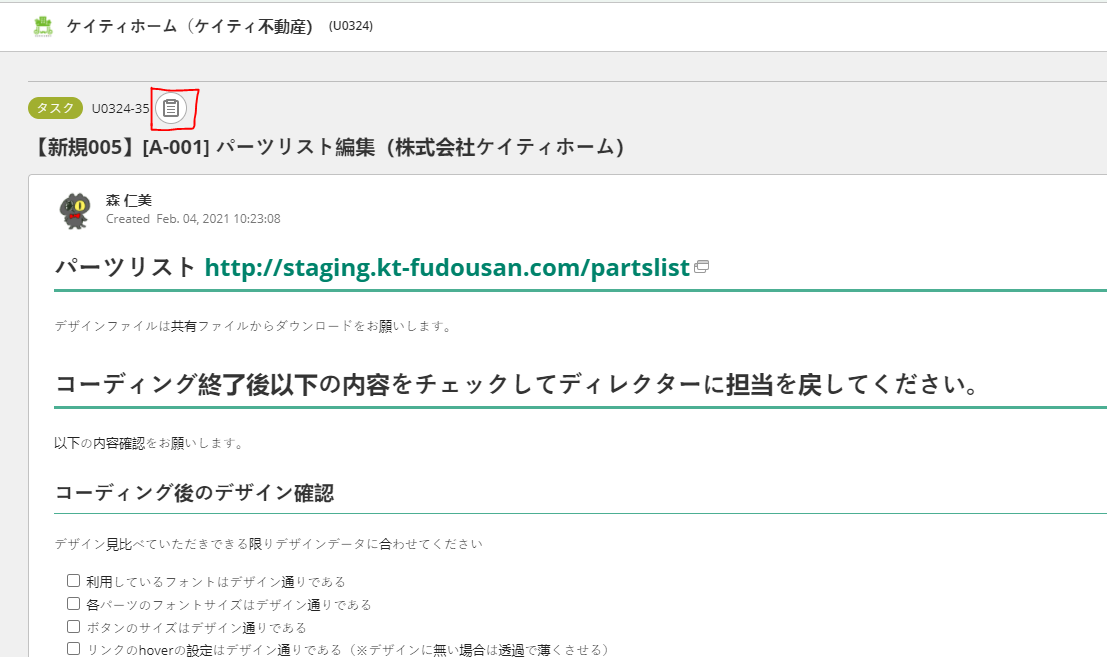 ケイティホーム（ケイティ不動産） (U0324)
タスク U0324-35
【新規005】[A-001] パーツリスト編集（株式会社ケイティホーム）
森 仁美
Created Feb. 04, 2021 10:23:08
パーツリスト http://staging.kt-fudousan.com/partslist
デザインファイルは共有ファイルからダウンロードをお願いします。
コーディング終了後以下の内容をチェックしてディレクターに担当を戻してください。
以下の内容確認をお願いします。
コーディング後のデザイン確認
デザイン見比べていただきできる限りデザインデータに合わせてください
利用しているフォントはデザイン通りである
各パーツのフォントサイズはデザイン通りである
ボタンのサイズはデザイン通りである
リンクのhoverの設定はデザイン通りである（※デザインに無い場合は透過で薄くさせる）